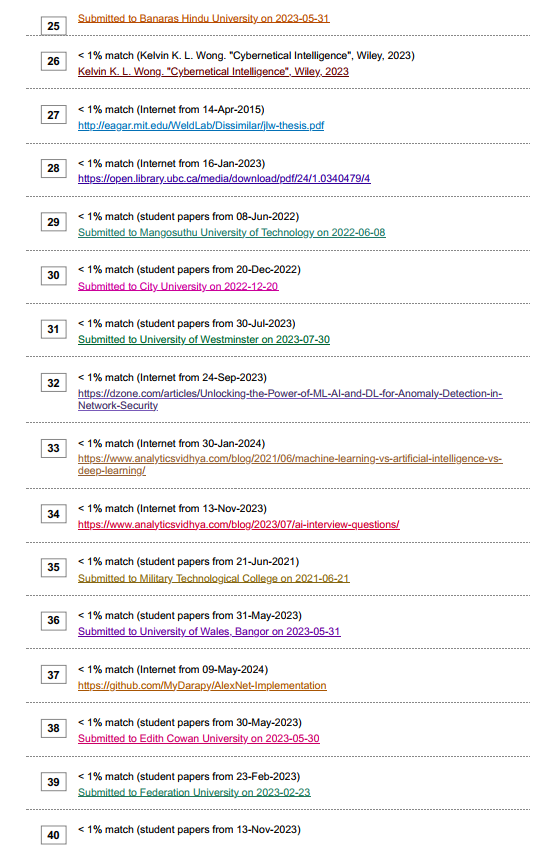 25
Submitted to Banaras Hindu University on 2023-05-31
26
< 1% match (Kelvin K. L. Wong. "Cybernetical Intelligence", Wiley, 2023)
Kelvin K. L. Wong. "Cybernetical Intelligence", Wiley, 2023
27
< 1% match (Internet from 14-Apr-2015)
http://eagar.mit.edu/WeldLab/Dissimilar/jlw-thesis.pdf
28
< 1% match (Internet from 16-Jan-2023)
https://open.library.ubc.ca/media/download/pdf/24/1.0340479/4
29
< 1% match (student papers from 08-Jun-2022)
Submitted to Mangosuthu University of Technology on 2022-06-08
30
< 1% match (student papers from 20-Dec-2022)
Submitted to City University on 2022-12-20
31
< 1% match (student papers from 30-Jul-2023)
Submitted to University of Westminster on 2023-07-30
32
< 1% match (Internet from 24-Sep-2023)
https://dzone.com/articles/Unlocking-the-Power-of-ML-AI-and-DL-for-Anomaly-Detection-in-
Network-Security
33
< 1% match (Internet from 30-Jan-2024)
https://www.analyticsvidhya.com/blog/2021/06/machine-learning-vs-artificial-intelligence-vs-
deep-learning/
34
< 1% match (Internet from 13-Nov-2023)
https://www.analyticsvidhya.com/blog/2023/07/ai-interview-questions/
35
< 1% match (student papers from 21-Jun-2021)
Submitted to Military Technological College on 2021-06-21
36
< 1% match (student papers from 31-May-2023)
Submitted to University of Wales, Bangor on 2023-05-31
37
< 1% match (Internet from 09-May-2024)
https://github.com/MyDarapy/AlexNet-Implementation
38
< 1% match (student papers from 30-May-2023)
Submitted to Edith Cowan University on 2023-05-30
39
< 1% match (student papers from 23-Feb-2023)
Submitted to Federation University on 2023-02-23
40
< 1% match (student papers from 13-Nov-2023)